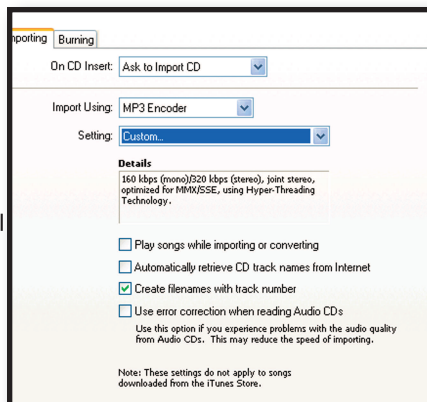 Burning
On CD Insert: Ask to Import CD
Import Using: MP3 Encoder
Setting: Custom...
Details
160 kbps (mono)/320 kbps (stereo), joint stereo,
optimized for MMX/SSE, using Hyper-Threading
Technology.
Play songs while importing or converting
Automatically retrieve CD track names from Internet
Create filenames with track number
Use error correction when reading Audio CDs
Use this option if you experience problems with the audio quality
from Audio CDs. This may reduce the speed of importing.
Note: These settings do not apply to songs
downloaded from the iTunes Store.